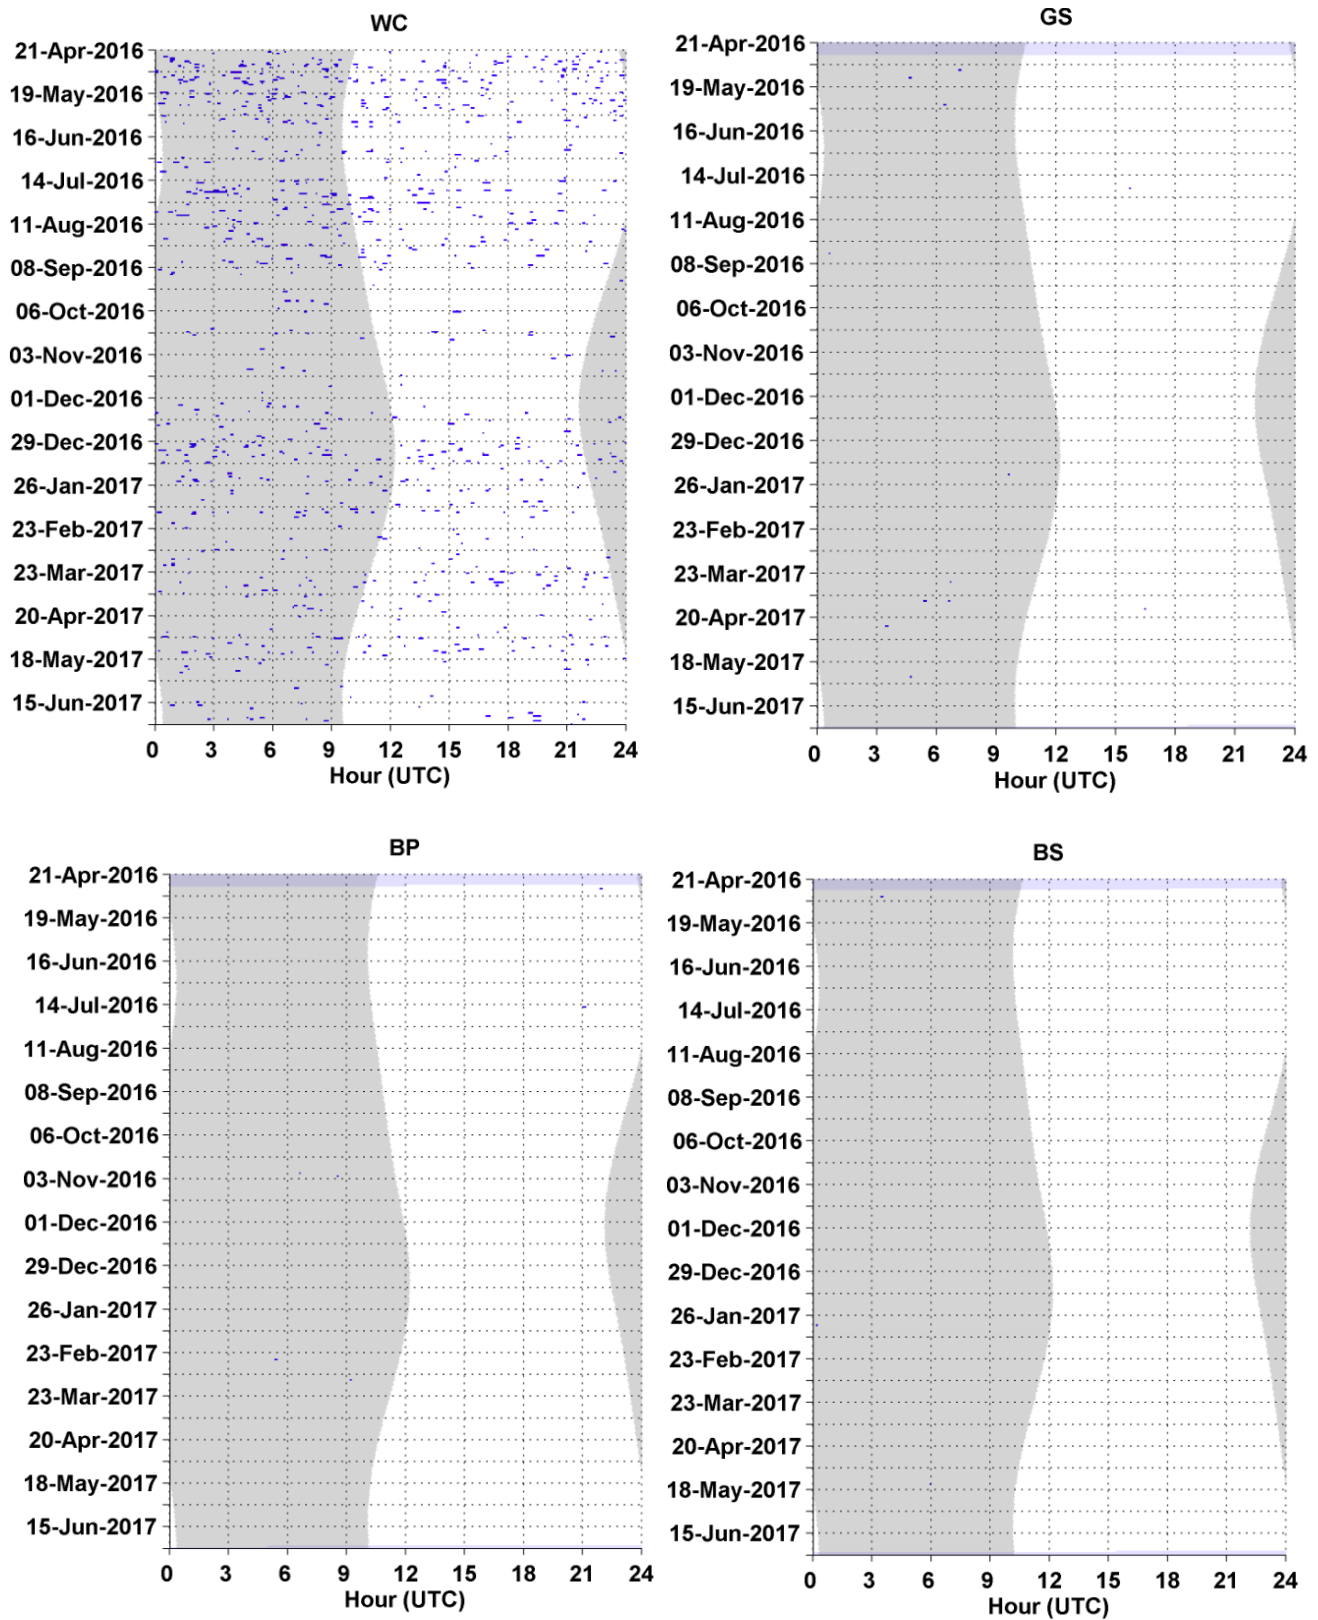 WC
21-Apr-2016
19-May-2016
16-Jun-2016
14-Jul-2016
11-Aug-2016
08-Sep-2016
06-Oct-2016
03-Nov-2016
01-Dec-2016
29-Dec-2016
26-Jan-2017
23-Feb-2017
23-Mar-2017
20-Apr-2017
18-May-2017
15-Jun-2017
0 3 6 9 12 15 18 21 24
Hour (UTC)
GS
21-Apr-2016
19-May-2016
16-Jun-2016
14-Jul-2016
11-Aug-2016
08-Sep-2016
06-Oct-2016
03-Nov-2016
01-Dec-2016
29-Dec-2016
26-Jan-2017
23-Feb-2017
23-Mar-2017
20-Apr-2017
18-May-2017
15-Jun-2017
0 3 6 9 12 15 18 21 24
Hour (UTC)
BP
21-Apr-2016
19-May-2016
16-Jun-2016
14-Jul-2016
11-Aug-2016
08-Sep-2016
06-Oct-2016
03-Nov-2016
01-Dec-2016
29-Dec-2016
26-Jan-2017
23-Feb-2017
23-Mar-2017
20-Apr-2017
18-May-2017
15-Jun-2017
0 3 6 9 12 15 18 21 24
Hour (UTC)
BS
21-Apr-2016
19-May-2016
16-Jun-2016
14-Jul-2016
11-Aug-2016
08-Sep-2016
06-Oct-2016
03-Nov-2016
01-Dec-2016
29-Dec-2016
26-Jan-2017
23-Feb-2017
23-Mar-2017
20-Apr-2017
18-May-2017
15-Jun-2017
0 3 6 9 12 15 18 21 24
Hour (UTC)